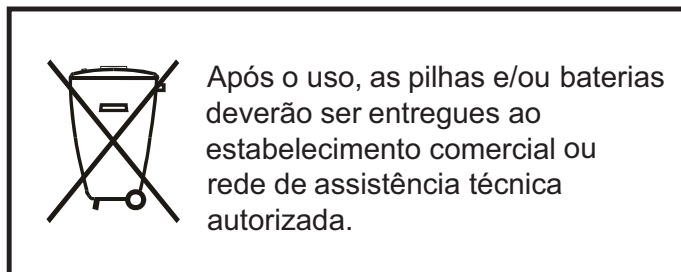 Após o uso, as pilhas e/ou baterias
deverão ser entregues ao
estabelecimento comercial ou
rede de assistência técnica
autorizada.